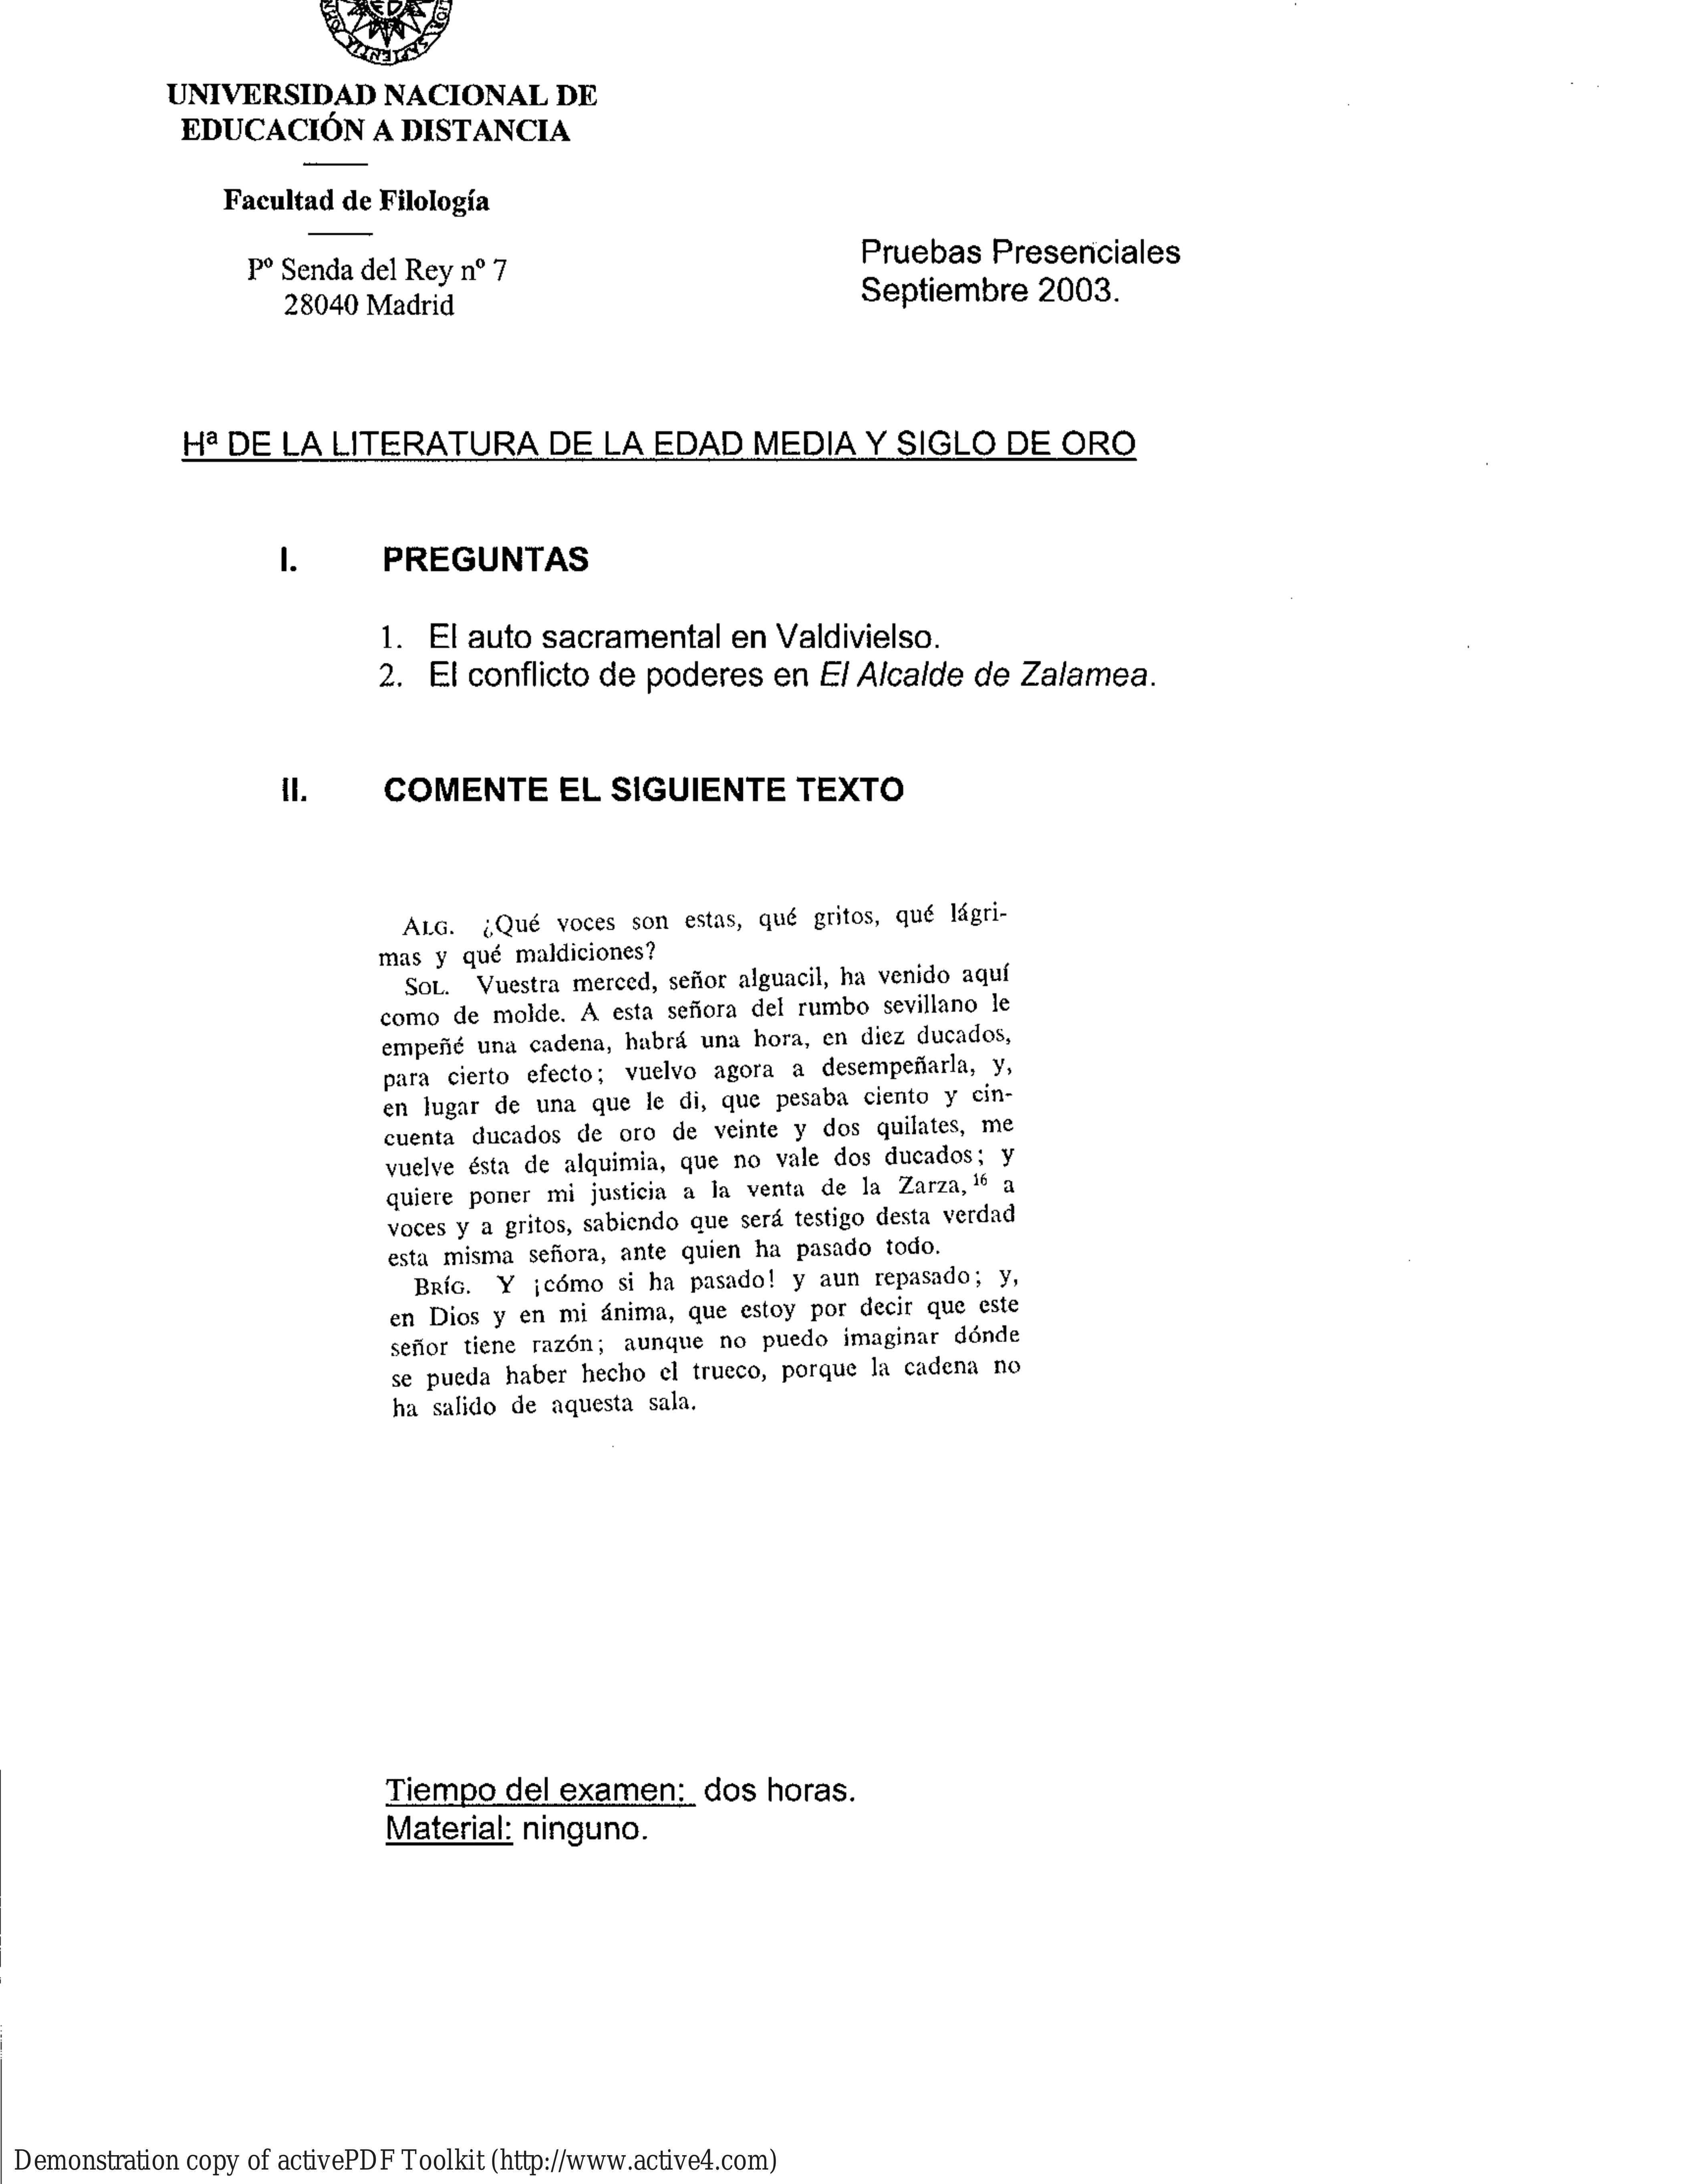 UNIVERSIDAD NACIONAL DE
EDUCACIÓN A DISTANCIA
Facultad de Filología
Pº Senda del Rey nº 7
28040 Madrid
Pruebas Presenciales
Septiembre 2003.
Hª DE LA LITERATURA DE LA EDAD MEDIA Y SIGLO DE ORO
I. PREGUNTAS
1. El auto sacramental en Valdivielso.
2. El conflicto de poderes en El Alcalde de Zalamea.
II. COMENTE EL SIGUIENTE TEXTO
ALG. ¿Qué voces son estas, qué gritos, qué lágri-
mas y qué maldiciones?
SOL. Vuestra merced, señor alguacil, ha venido aquí
como de molde. A esta señora del rumbo sevillano le
empeñé una cadena, habrá una hora, en diez ducados,
para cierto efecto; vuelvo agora a desempeñarla, y,
en lugar de una que le di, que pesaba ciento y cin-
cuenta ducados de oro de veinte y dos quilates, me
vuelve ésta de alquimia, que no vale dos ducados; y
quiere poner mi justicia a la venta de la Zarza,16 a
voces y a gritos, sabiendo que será testigo desta verdad
esta misma señora, ante quien ha pasado todo.
BRÍG. Y ¡cómo si ha pasado! y aun repasado; y,
en Dios y en mi ánima, que estoy por decir que este
señor tiene razón; aunque no puedo imaginar dónde
se pueda haber hecho el trueco, porque la cadena no
ha salido de aquesta sala.
Tiempo del examen: dos horas.
Material: ninguno.
Demonstration copy of activePDF Toolkit (http://www.active4.com)